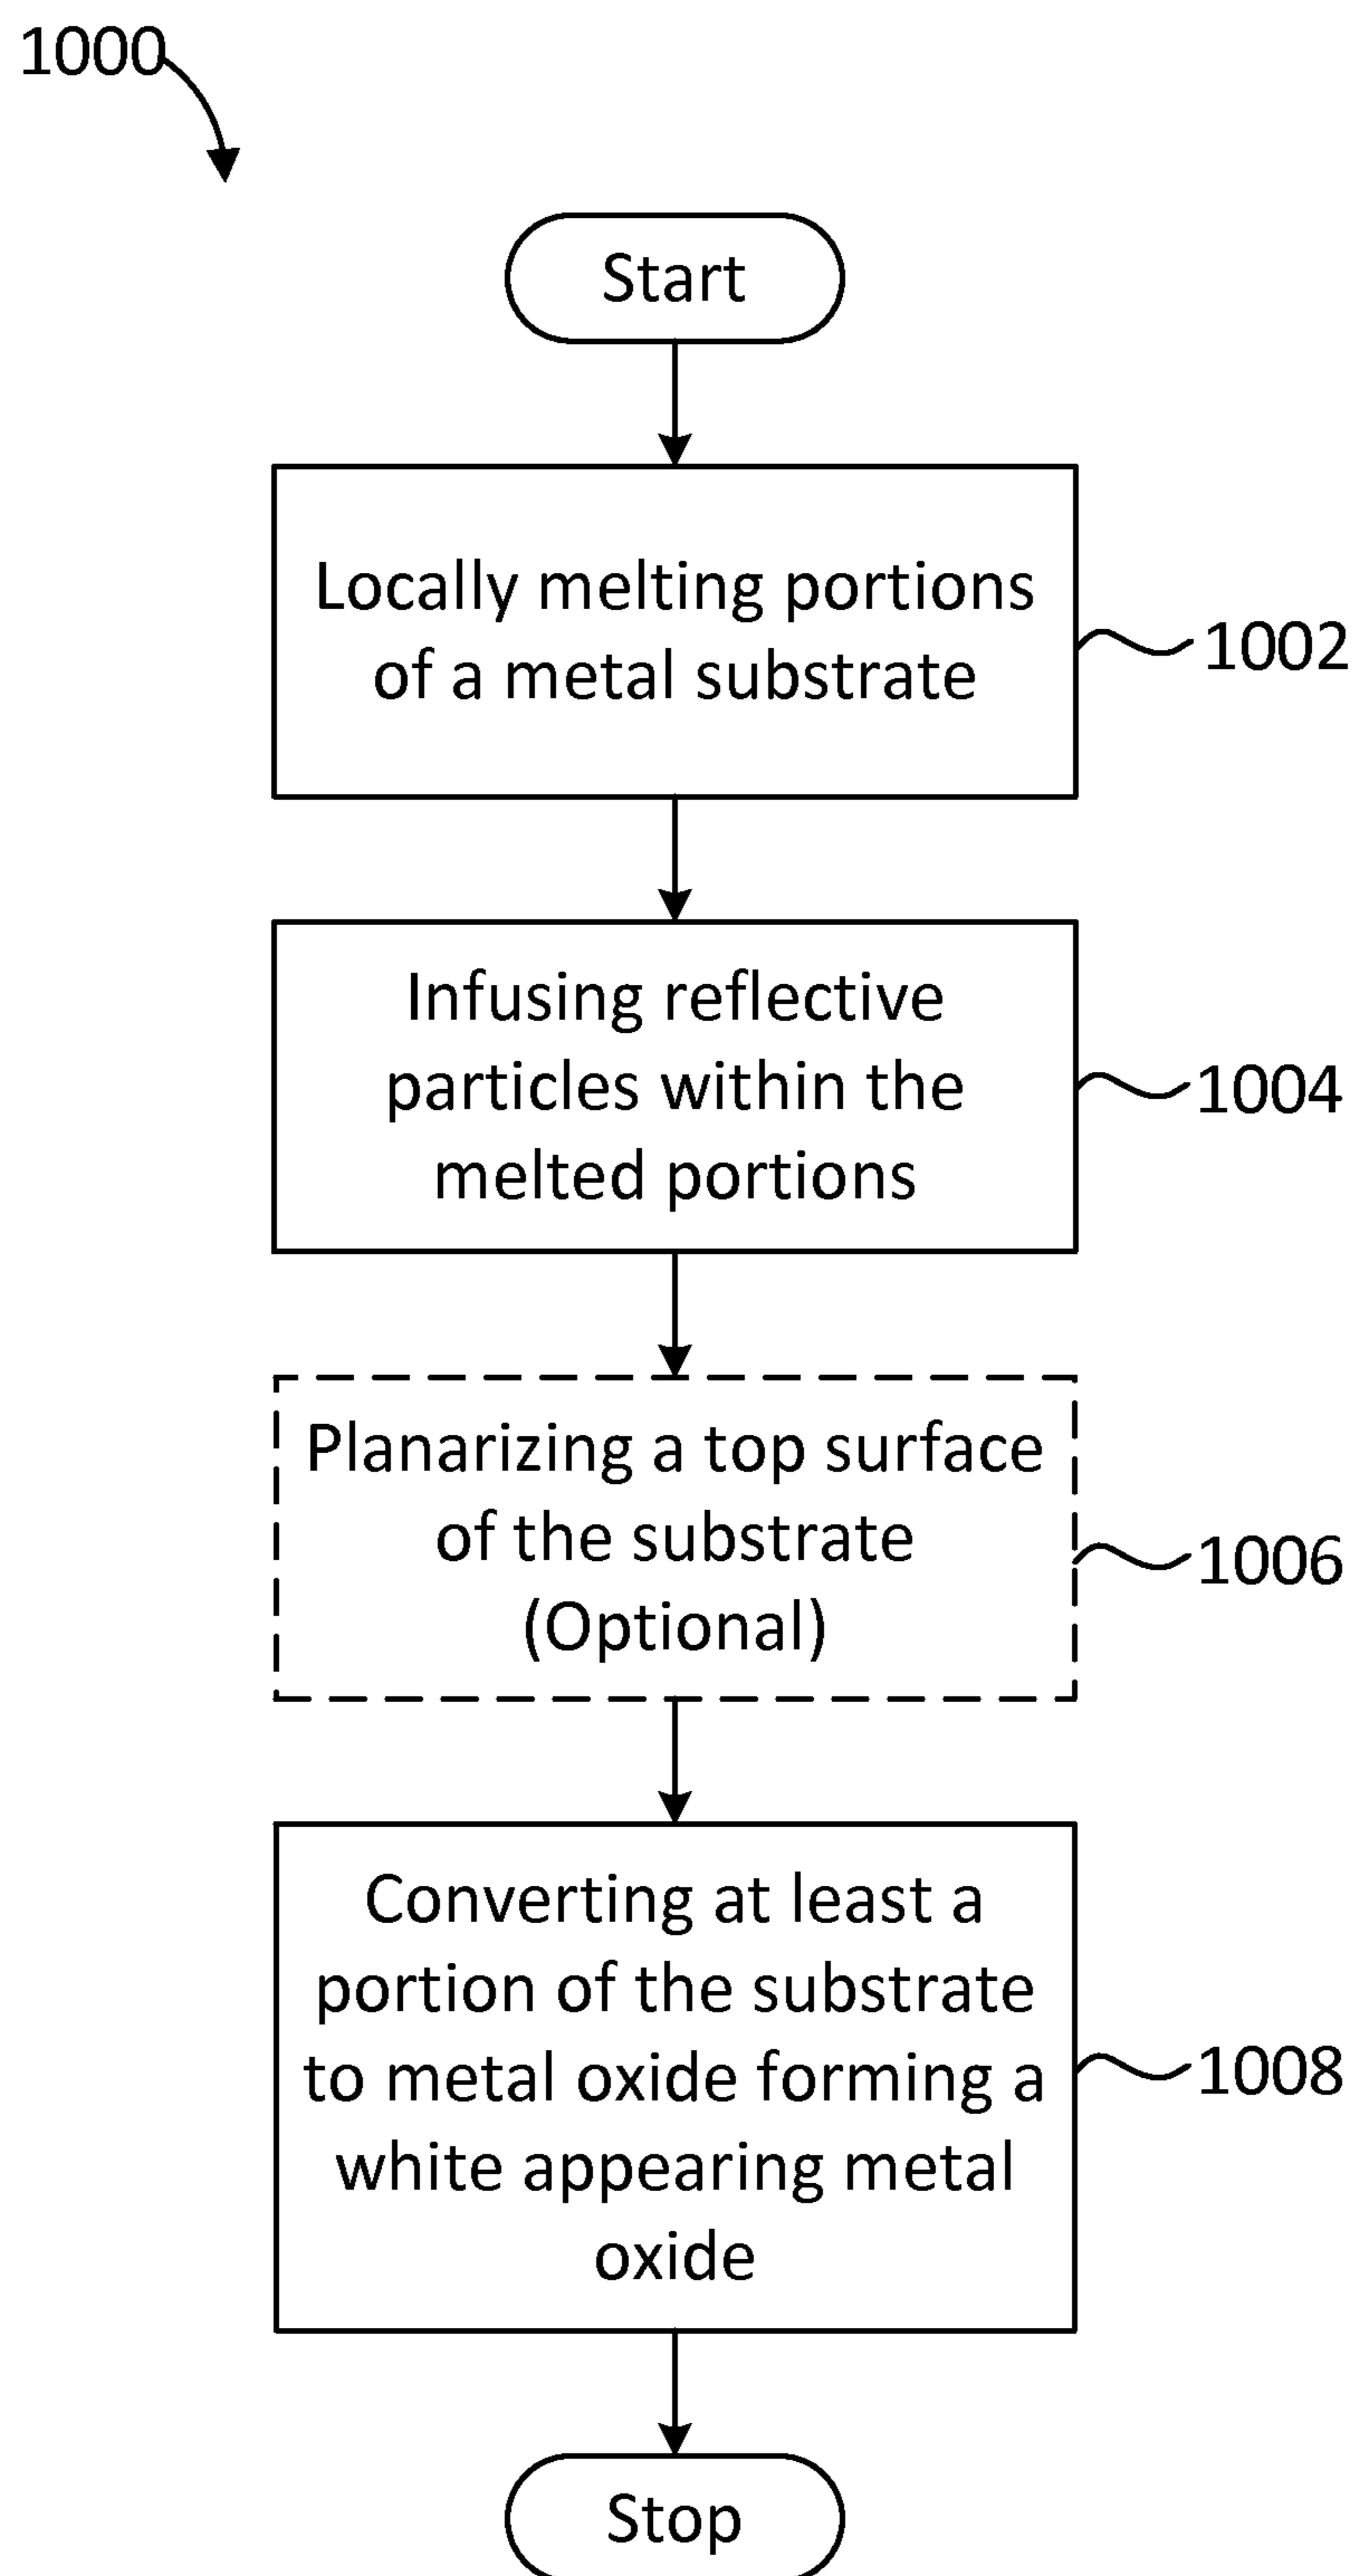 1000
Start
Locally melting portions
of a metal substrate
1002
Infusing reflective
particles within the
melted portions
1004
Planarizing a top surface
of the substrate
(Optional)
1006
Converting at least a
portion of the substrate
to metal oxide forming a
white appearing metal
oxide
1008
Stop